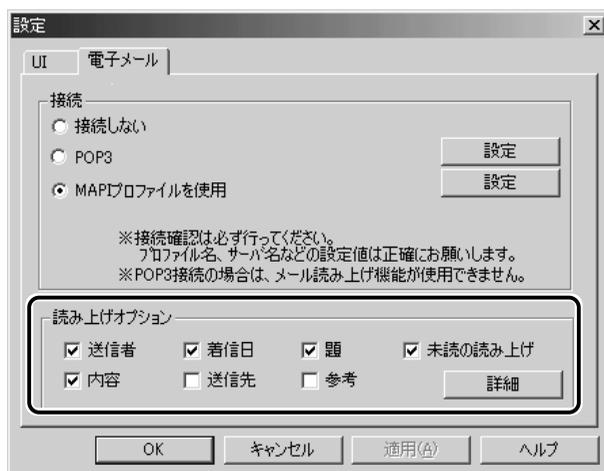 設定
UI 電子メール
接続
接続しない
POP3 設定
MAPIプロファイルを使用 設定
※接続確認は必ず行ってください。
プロファイル名、サーバ名などの設定値は正確にお願いします。
※POP3接続の場合は、メール読み上げ機能が使用できません。
読み上げオプション
送信者 着信日 題 未読の読み上げ
内容 送信先 参考 詳細
OK キャンセル 適用(A) ヘルプ